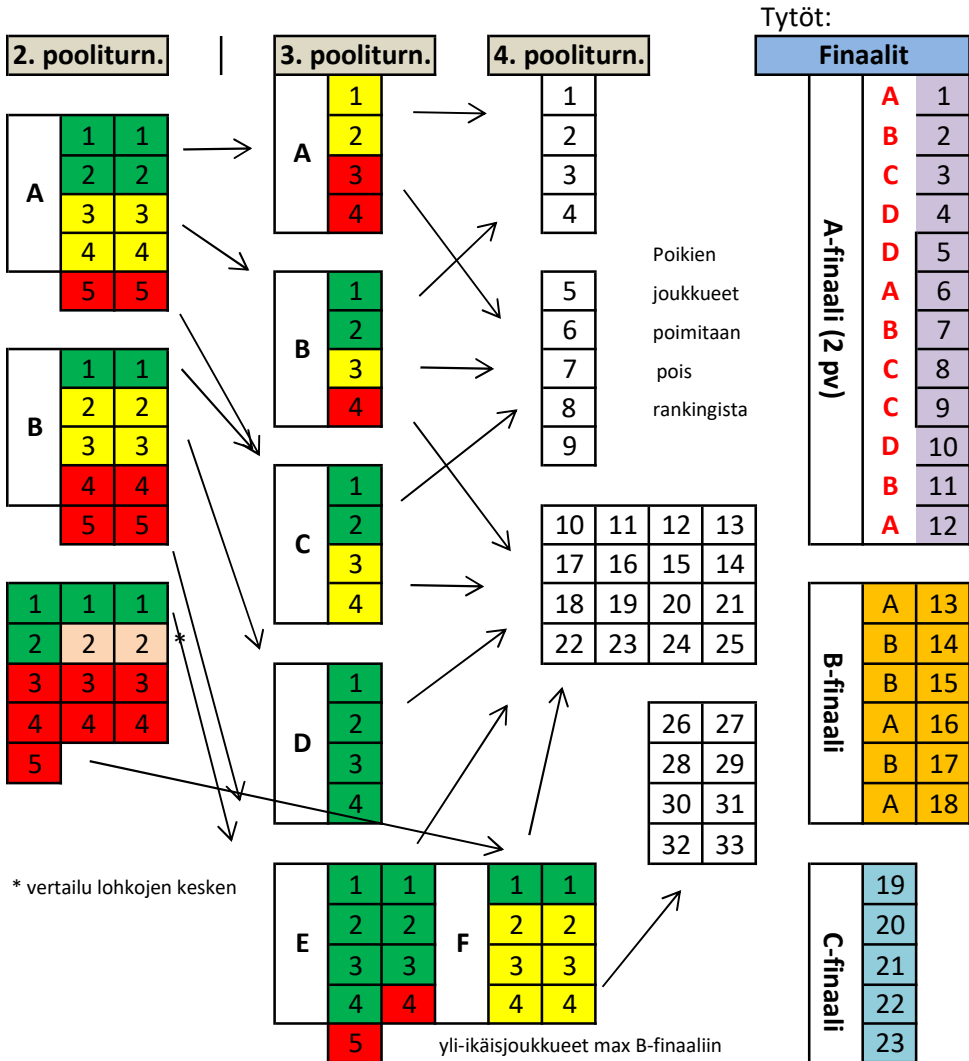 Tytöt:
2. pooliturn.
3. pooliturn.
4. pooliturn.
Finaalit
A
1 1
2 2
3 3
4 4
5 5
B
1 1
2 2
3 3
4 4
5 5
1 1 1
2 2 2 *
3 3 3
4 4 4
5
* vertailu lohkojen kesken
A
1
2
3
4
B
1
2
3
4
C
1
2
3
4
D
1
2
3
4
E
1 1
2 2
3 3
4 4
5
F
1 1
2 2
3 3
4 4
yli-ikäisjoukkueet max B-finaaliin
1
2
3
4
5
6
7
8
9
Poikien
joukkueet
poimitaan
pois
rankingista
10 11 12 13
17 16 15 14
18 19 20 21
22 23 24 25
26 27
28 29
30 31
32 33
A-finaali (2 pv)
A 1
B 2
C 3
D 4
D 5
A 6
B 7
C 8
C 9
D 10
B 11
A 12
B-finaali
A 13
B 14
B 15
A 16
B 17
A 18
C-finaali
19
20
21
22
23